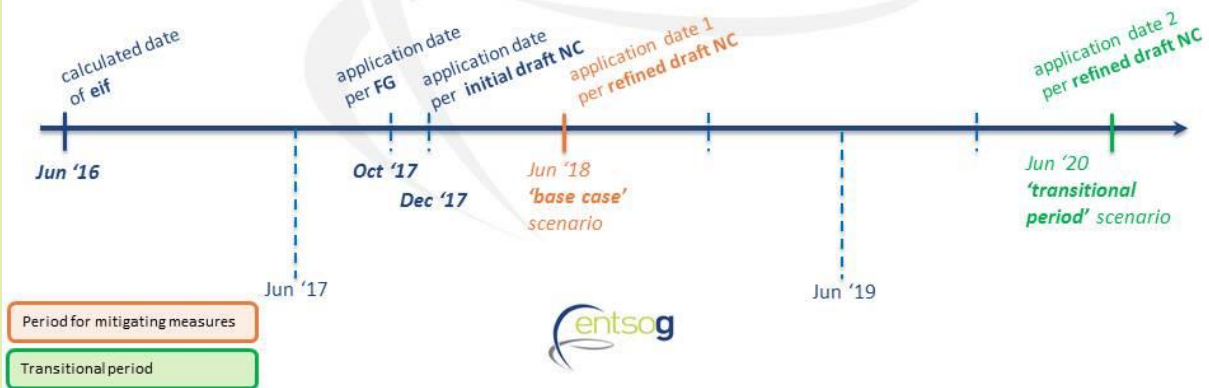 calculated date
of eif
application date
per FG
application date
per initial draft NC
application date 1
per refined draft NC
application date 2
per refined draft NC
Jun ‘16
Oct ‘17
Dec ‘17
Jun ‘18
‘base case’
scenario
Jun ‘20
‘transitional
period’ scenario
Jun ‘17
Jun ‘19
Period for mitigating measures
Transitional period
entsog